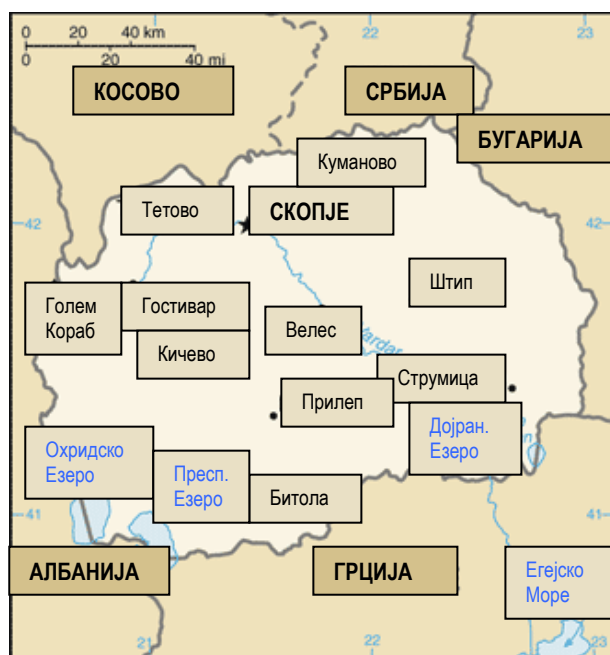 22
23
0 20 40 km
0 20 40 mi
КОСОВО
СРБИЈА
БУГАРИЈА
Куманово
Тетово
СКОПЈЕ
42
42
Штип
Голем
Кораб
Гостивар
Велес
Vardar
Кичево
Струмица
Прилеп
Дојран.
Езеро
Охридско
Езеро
Пресп.
Езеро
Битола
41
41
АЛБАНИЈА
ГРЦИЈА
Егејско
Море
21
22